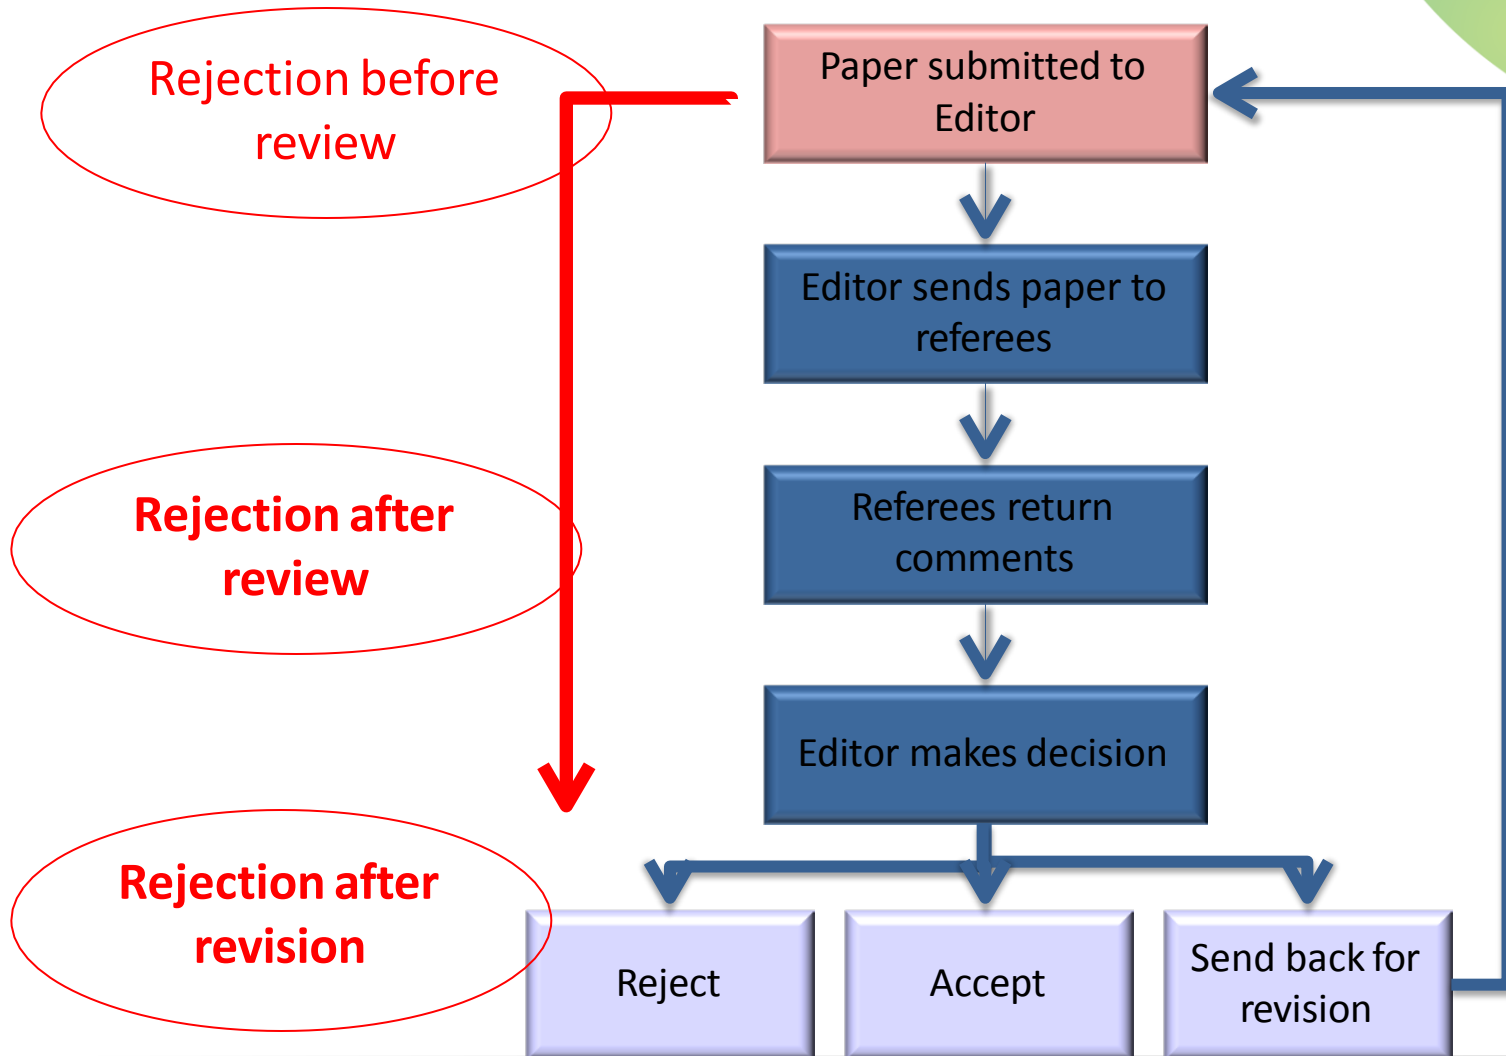 Rejection before
review
Paper submitted to
Editor
Editor sends paper to
referees
Rejection after
review
Referees return
comments
Editor makes decision
Rejection after
revision
Reject
Accept
Send back for
revision